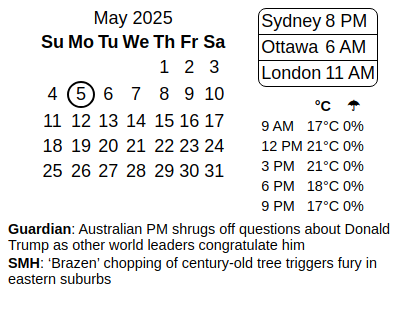 May 2025
Su Mo Tu We Th Fr Sa
1 2 3
4 5 6 7 8 9 10
11 12 13 14 15 16 17
18 19 20 21 22 23 24
25 26 27 28 29 30 31
Sydney 8 PM
Ottawa 6 AM
London 11 AM
°C ☂
9 AM 17°C 0%
12 PM 21°C 0%
3 PM 21°C 0%
6 PM 18°C 0%
9 PM 17°C 0%
Guardian: Australian PM shrugs off questions about Donald
Trump as other world leaders congratulate him
SMH: ‘Brazen’ chopping of century-old tree triggers fury in
eastern suburbs